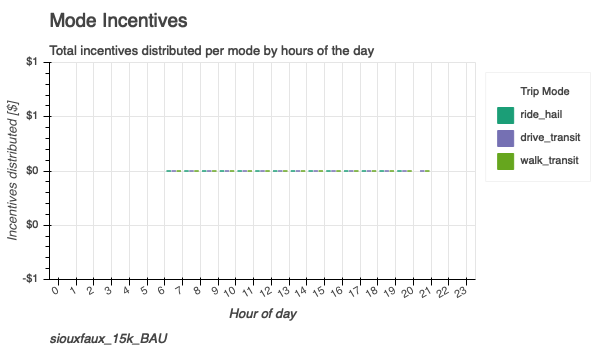 Mode Incentives
Total incentives distributed per mode by hours of the day
$1
$1
$0
$0
-$1
Incentives distributed [$]
0 1 2 3 4 5 6 7 8 9 10 11 12 13 14 15 16 17 18 19 20 21 22 23
Hour of day
Trip Mode
ride_hail
drive_transit
walk_transit
siouxfaux_15k_BAU